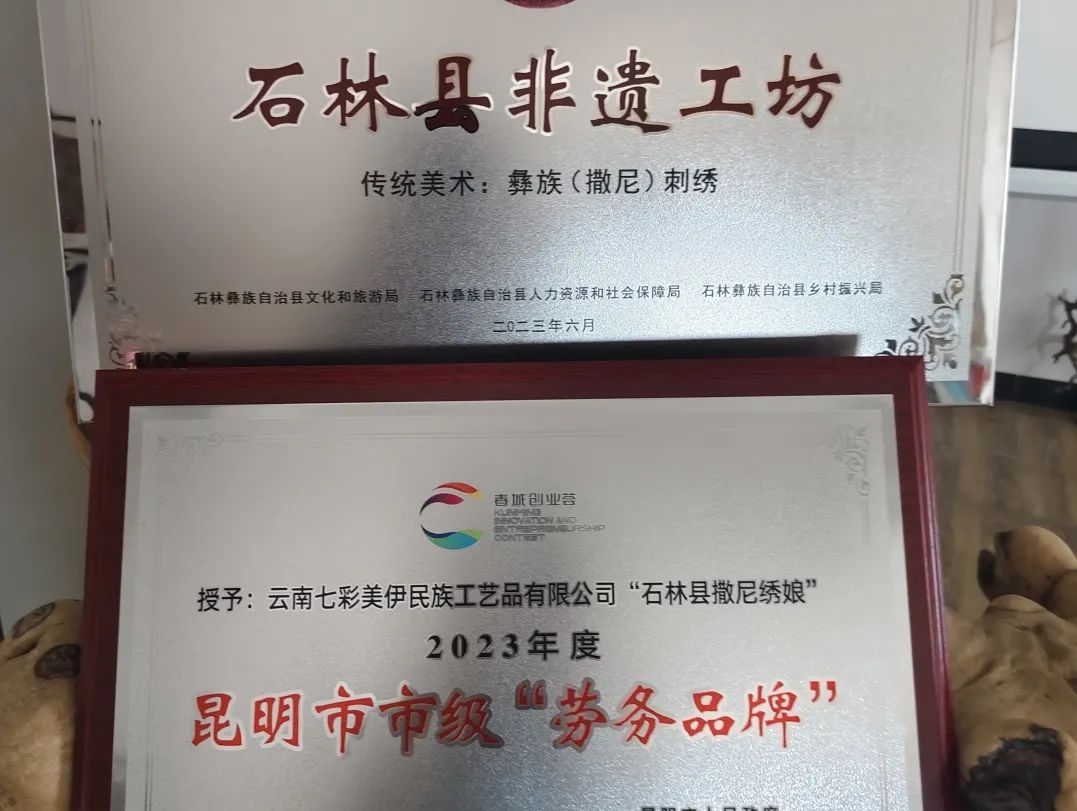 石林县非遗工坊
传统美术：彝族（撒尼）刺绣
石林彝族自治县文化和旅游局 石林彝族自治县人力资源和社会保障局 石林彝族自治县乡村振兴局
二〇二三年六月
春城创业荟
KUNMING
INNOVATION AND
ENTREPRENEURSHIP
CONTEST
授予：云南七彩美伊民族工艺品有限公司“石林县撒尼绣娘”
2023年度
昆明市市级“劳务品牌”